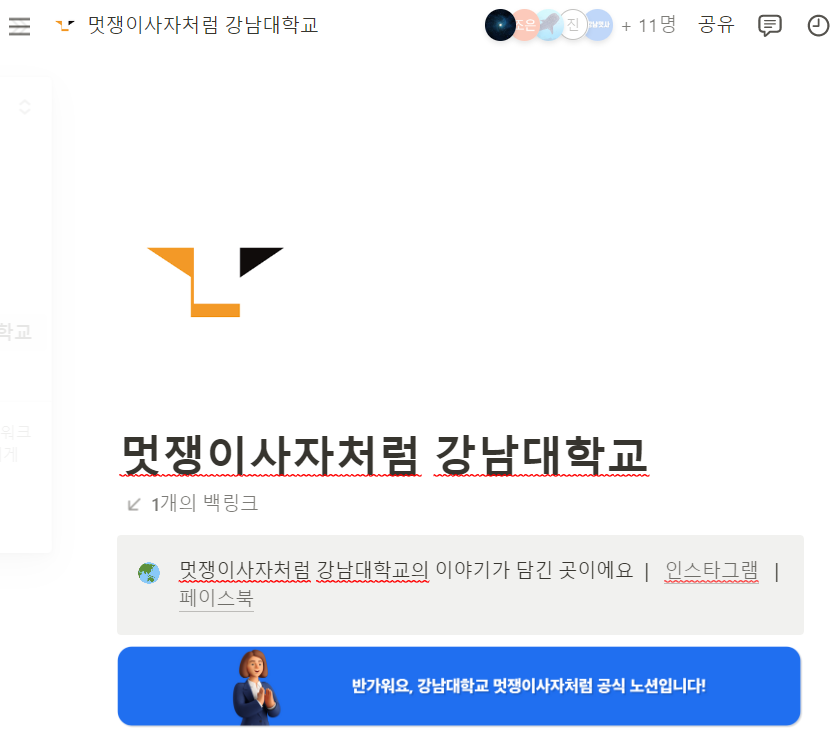 멋쟁이사자처럼 강남대학교
조은
진
+ 11명
공유
학교
워크
게
멋쟁이사자처럼 강남대학교
1개의 백링크
멋쟁이사자처럼 강남대학교의 이야기가 담긴 곳이에요 | 인스타그램 |
페이스북
반가워요, 강남대학교 멋쟁이사자처럼 공식 노션입니다!